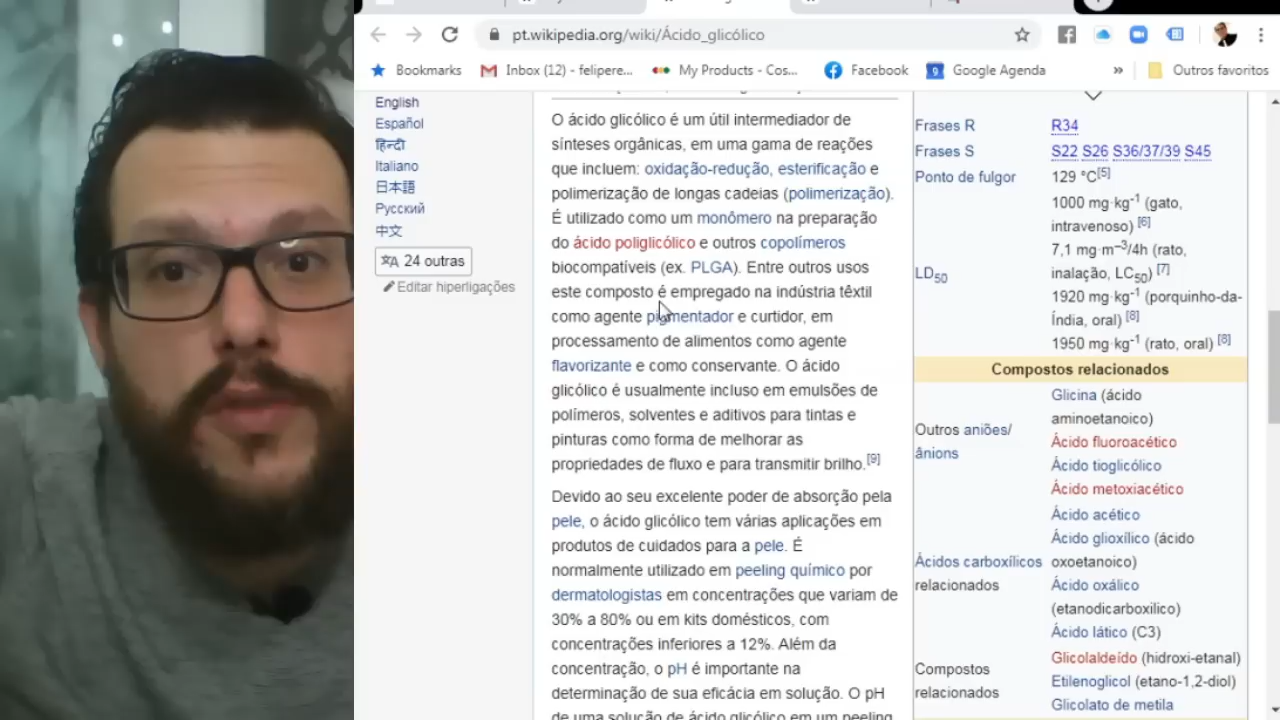 pt.wikipedia.org/wiki/Ácido_glicólico
Bookmarks
Inbox (12) - felipere...
My Products - Cos...
Facebook
9
Google Agenda
»
Outros favoritos
English
Español
हिन्दी
Italiano
日本語
Русский
中文
24 outras
Editar hiperligações
O ácido glicólico é um útil intermediador de
sínteses orgânicas, em uma gama de reações
que incluem: oxidação-redução, esterificação e
polimerização de longas cadeias (polimerização).
É utilizado como um monômero na preparação
do ácido poliglicólico e outros copolímeros
biocompatíveis (ex. PLGA). Entre outros usos
este composto é empregado na indústria têxtil
como agente pigmentador e curtidor, em
processamento de alimentos como agente
flavorizante e como conservante. O ácido
glicólico é usualmente incluso em emulsões de
polímeros, solventes e aditivos para tintas e
pinturas como forma de melhorar as
propriedades de fluxo e para transmitir brilho.[9]
Devido ao seu excelente poder de absorção pela
pele, o ácido glicólico tem várias aplicações em
produtos de cuidados para a pele. É
normalmente utilizado em peeling químico por
dermatologistas em concentrações que variam de
30% a 80% ou em kits domésticos, com
concentrações inferiores a 12%. Além da
concentração, o pH é importante na
determinação de sua eficácia em solução. O pH
de uma solução de ácido glicólico em um peeling
Frases R R34
Frases S S22 S26 S36/37/39 S45
Ponto de fulgor 129 °C[5]
LD50
1000 mg·kg-1 (gato,
intravenoso) [6]
7,1 mg·m−3/4h (rato,
inalação, LC50) [7]
1920 mg·kg-1 (porquinho-da-
Índia, oral) [8]
1950 mg·kg-1 (rato, oral) [8]
Compostos relacionados
Outros aniões/
ânions
Glicina (ácido
aminoetanoico)
Ácido fluoroacético
Ácido tioglicólico
Ácido metoxiacético
Ácidos carboxílicos
relacionados
Ácido acético
Ácido glioxílico (ácido
oxoetanoico)
Ácido oxálico
(etanodicarboxilico)
Ácido lático (C3)
Compostos
relacionados
Glicolaldeído (hidroxi-etanal)
Etilenoglicol (etano-1,2-diol)
Glicolato de metila